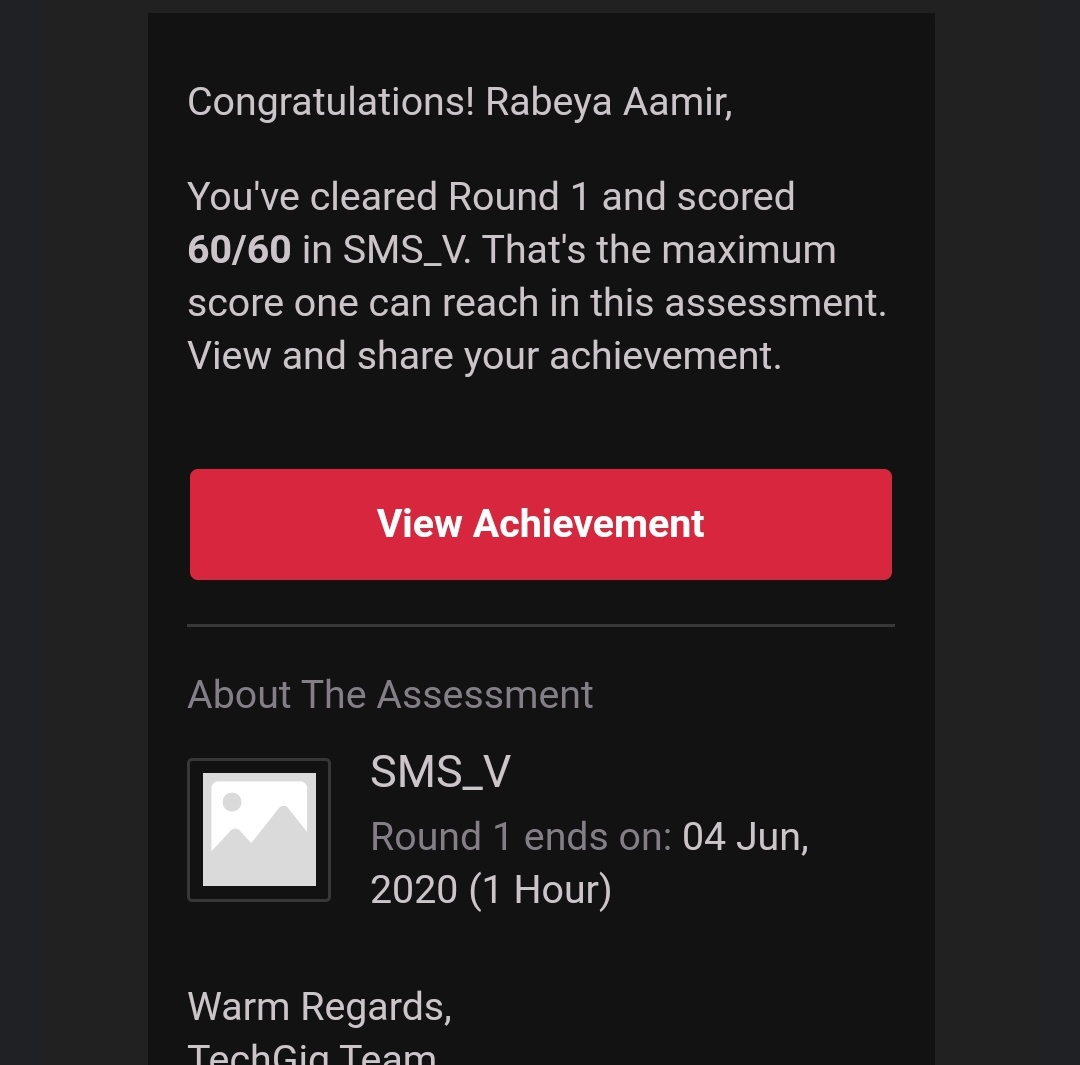 Congratulations! Rabeya Aamir,
You've cleared Round 1 and scored
60/60 in SMS_V. That's the maximum
score one can reach in this assessment.
View and share your achievement.
View Achievement
About The Assessment
SMS_V
Round 1 ends on: 04 Jun,
2020 (1 Hour)
Warm Regards,
TechGig Team